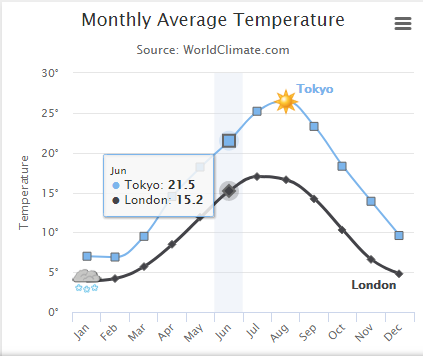 Monthly Average Temperature
Source: WorldClimate.com
Temperature
30°
25°
20°
15°
10°
5°
0°
Tokyo
Jun
Tokyo: 21.5
London: 15.2
London
Jan
Feb
Mar
Apr
May
Jun
Jul
Aug
Sep
Oct
Nov
Dec